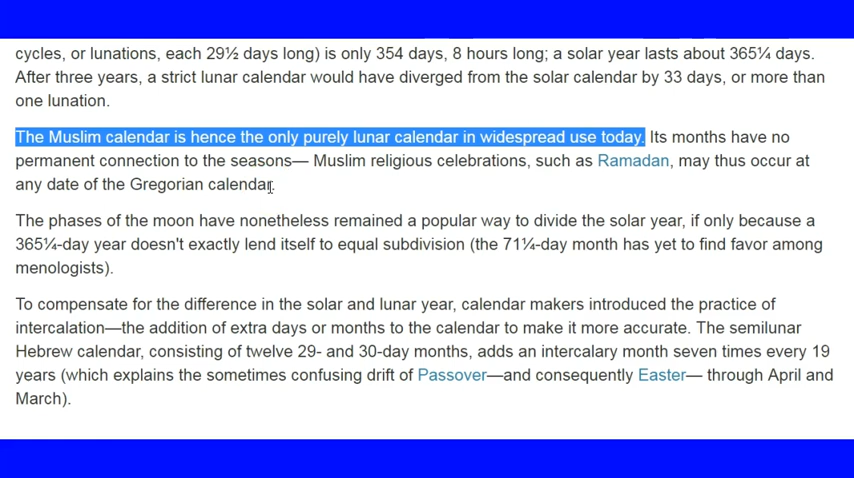 cycles, or lunations, each 29½ days long) is only 354 days, 8 hours long; a solar year lasts about 365¼ days.
After three years, a strict lunar calendar would have diverged from the solar calendar by 33 days, or more than
one lunation.
The Muslim calendar is hence the only purely lunar calendar in widespread use today. Its months have no
permanent connection to the seasons— Muslim religious celebrations, such as Ramadan, may thus occur at
any date of the Gregorian calendar.
The phases of the moon have nonetheless remained a popular way to divide the solar year, if only because a
365¼-day year doesn't exactly lend itself to equal subdivision (the 71¼-day month has yet to find favor among
menologists).
To compensate for the difference in the solar and lunar year, calendar makers introduced the practice of
intercalation—the addition of extra days or months to the calendar to make it more accurate. The semilunar
Hebrew calendar, consisting of twelve 29- and 30-day months, adds an intercalary month seven times every 19
years (which explains the sometimes confusing drift of Passover—and consequently Easter— through April and
March).